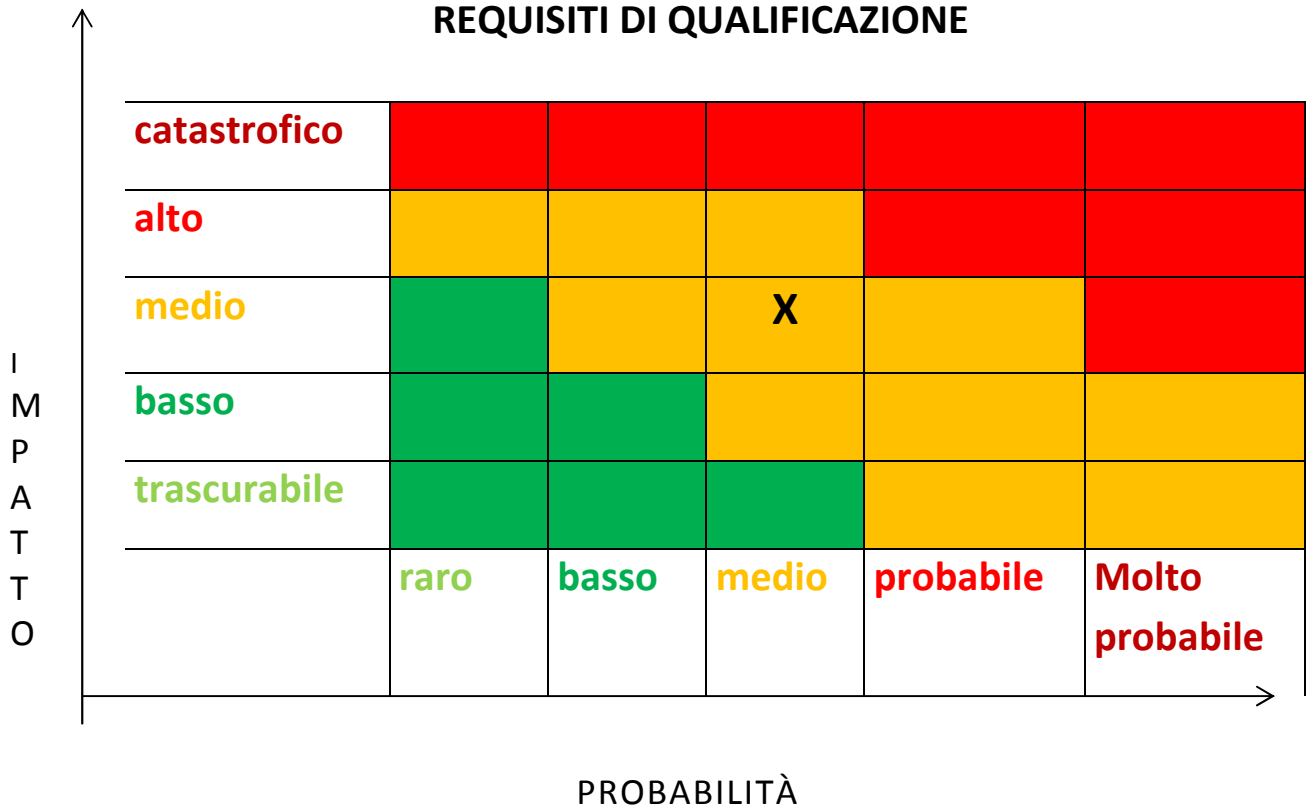 REQUISITI DI QUALIFICAZIONE
catastrofico
alto
medio
X
basso
trascurabile
raro
basso
medio
probabile
Molto
probabile
I
M
P
A
T
T
O
PROBABILITÀ